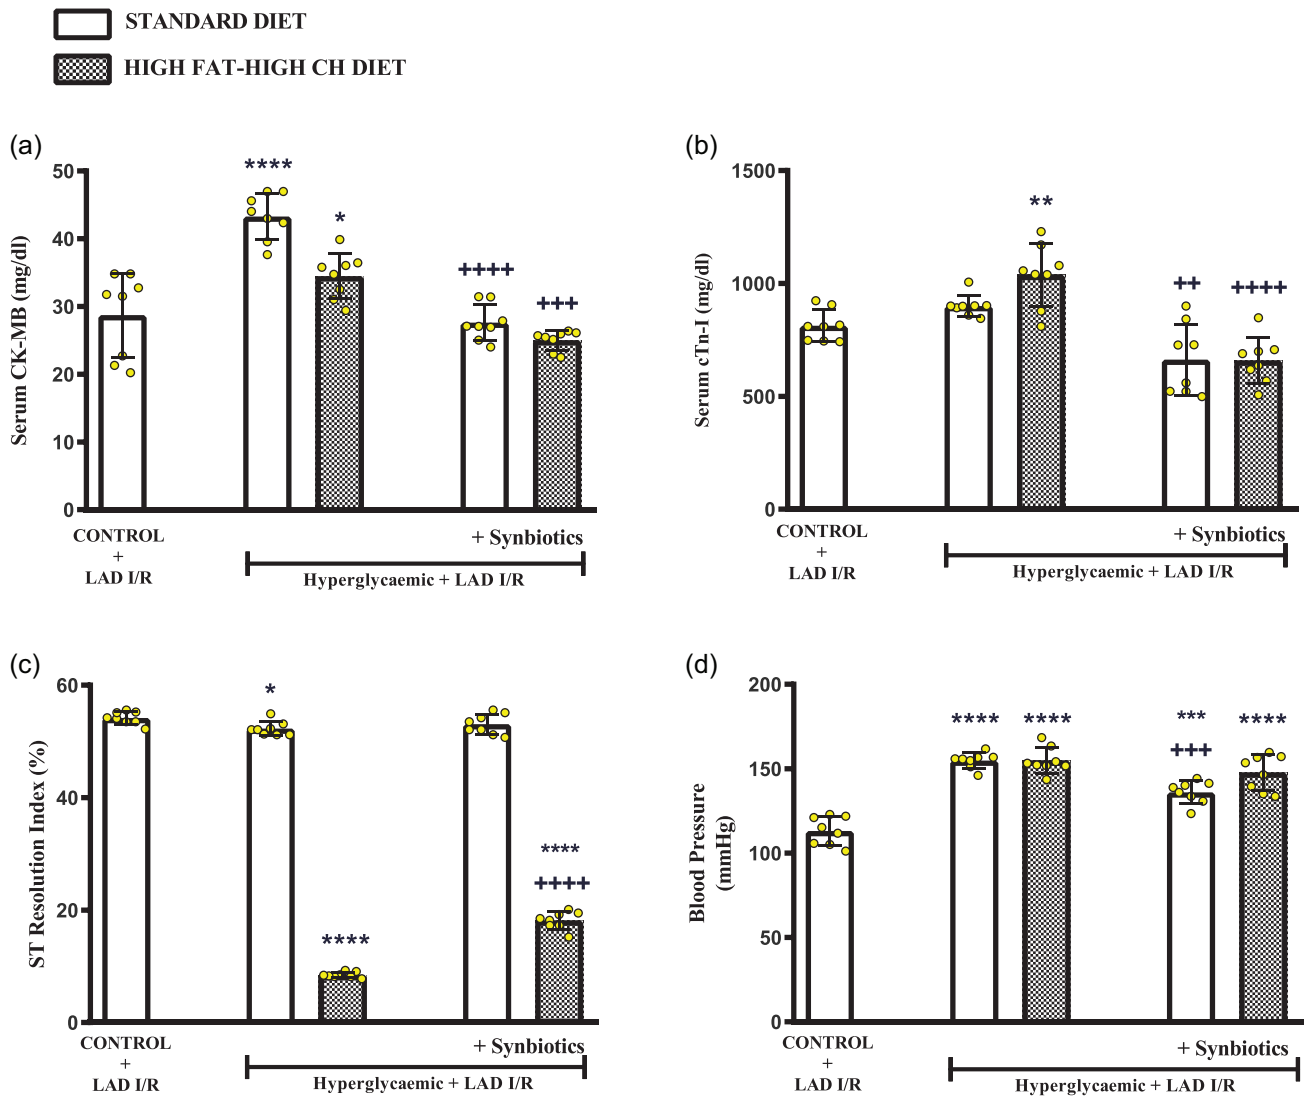 STANDARD DIET
HIGH FAT-HIGH CH DIET
(a)
50
40
30
20
10
0
Serum CK-MB (mg/dl)
****
*
++++
+++
CONTROL
+
LAD I/R
+ Synbiotics
Hyperglycaemic + LAD I/R
(b)
1500
1000
500
0
Serum cTn-I (mg/dl)
**
++
++++
CONTROL
+
LAD I/R
+ Synbiotics
Hyperglycaemic + LAD I/R
(c)
60
40
20
0
ST Resolution Index (%)
*
****
****
++++
CONTROL
+
LAD I/R
+ Synbiotics
Hyperglycaemic + LAD I/R
(d)
200
150
100
50
0
Blood Pressure
(mmHg)
****
****
***
+++
****
CONTROL
+
LAD I/R
+ Synbiotics
Hyperglycaemic + LAD I/R